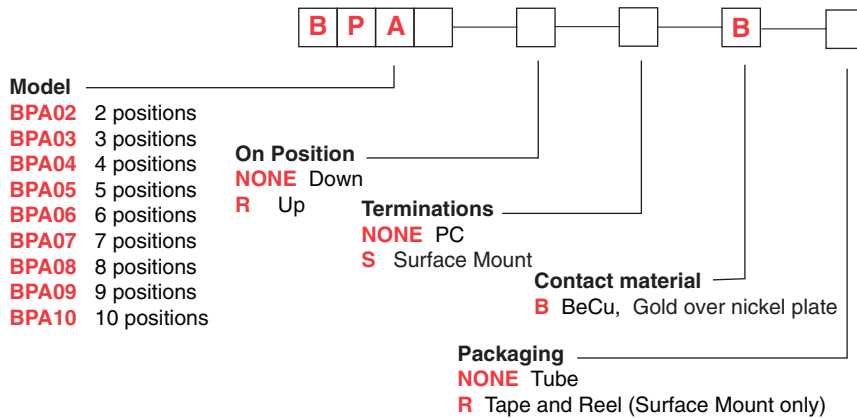 B P A B
Model
BPA02 2 positions
BPA03 3 positions
BPA04 4 positions
BPA05 5 positions
BPA06 6 positions
BPA07 7 positions
BPA08 8 positions
BPA09 9 positions
BPA10 10 positions
On Position
NONE Down
R Up
Terminations
NONE PC
S Surface Mount
Contact material
B BeCu, Gold over nickel plate
Packaging
NONE Tube
R Tape and Reel (Surface Mount only)